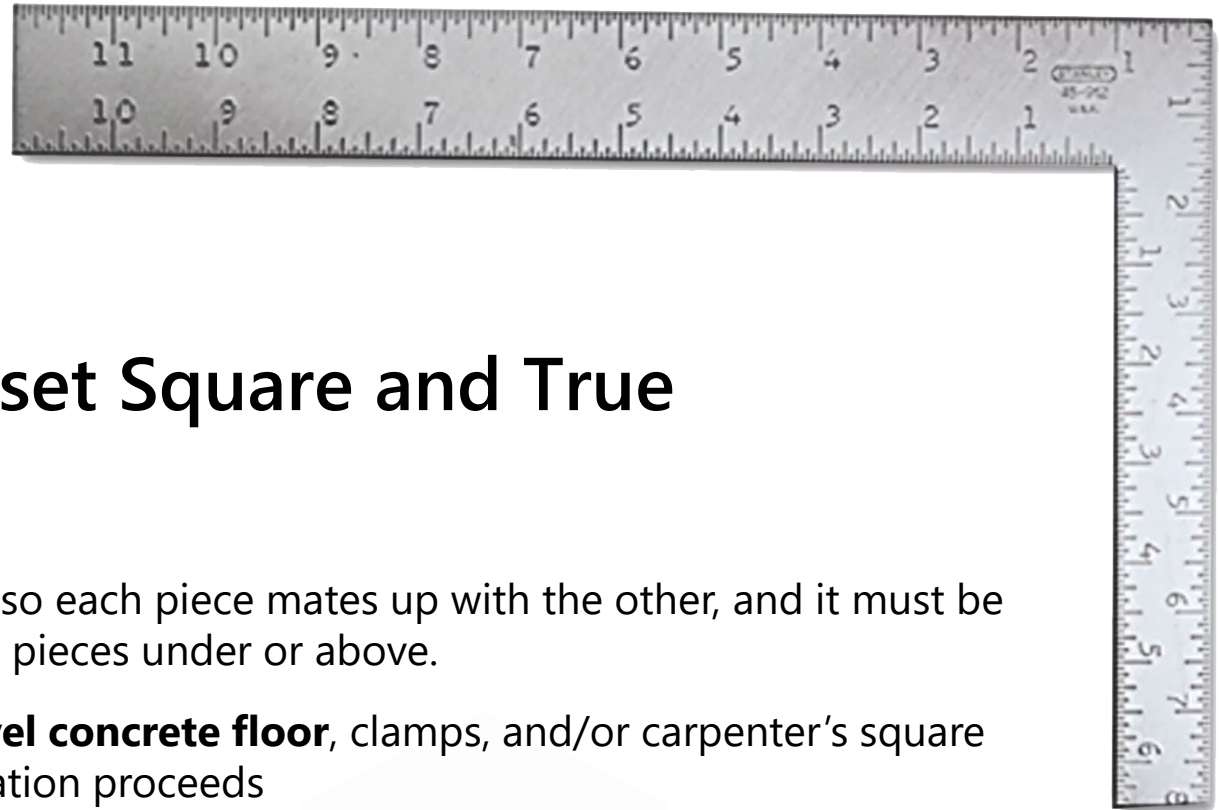 11 10 9 8 7 6 5 4 3 2 1
STANLEY
45-912
U.S.A.
10 9 8 7 6 5 4 3 2 1
1 2 3 4 5 6 7 8
1 2 3 4 5 6
set Square and True
so each piece mates up with the other, and it must be
pieces under or above.
vel concrete floor, clamps, and/or carpenter’s square
ation proceeds